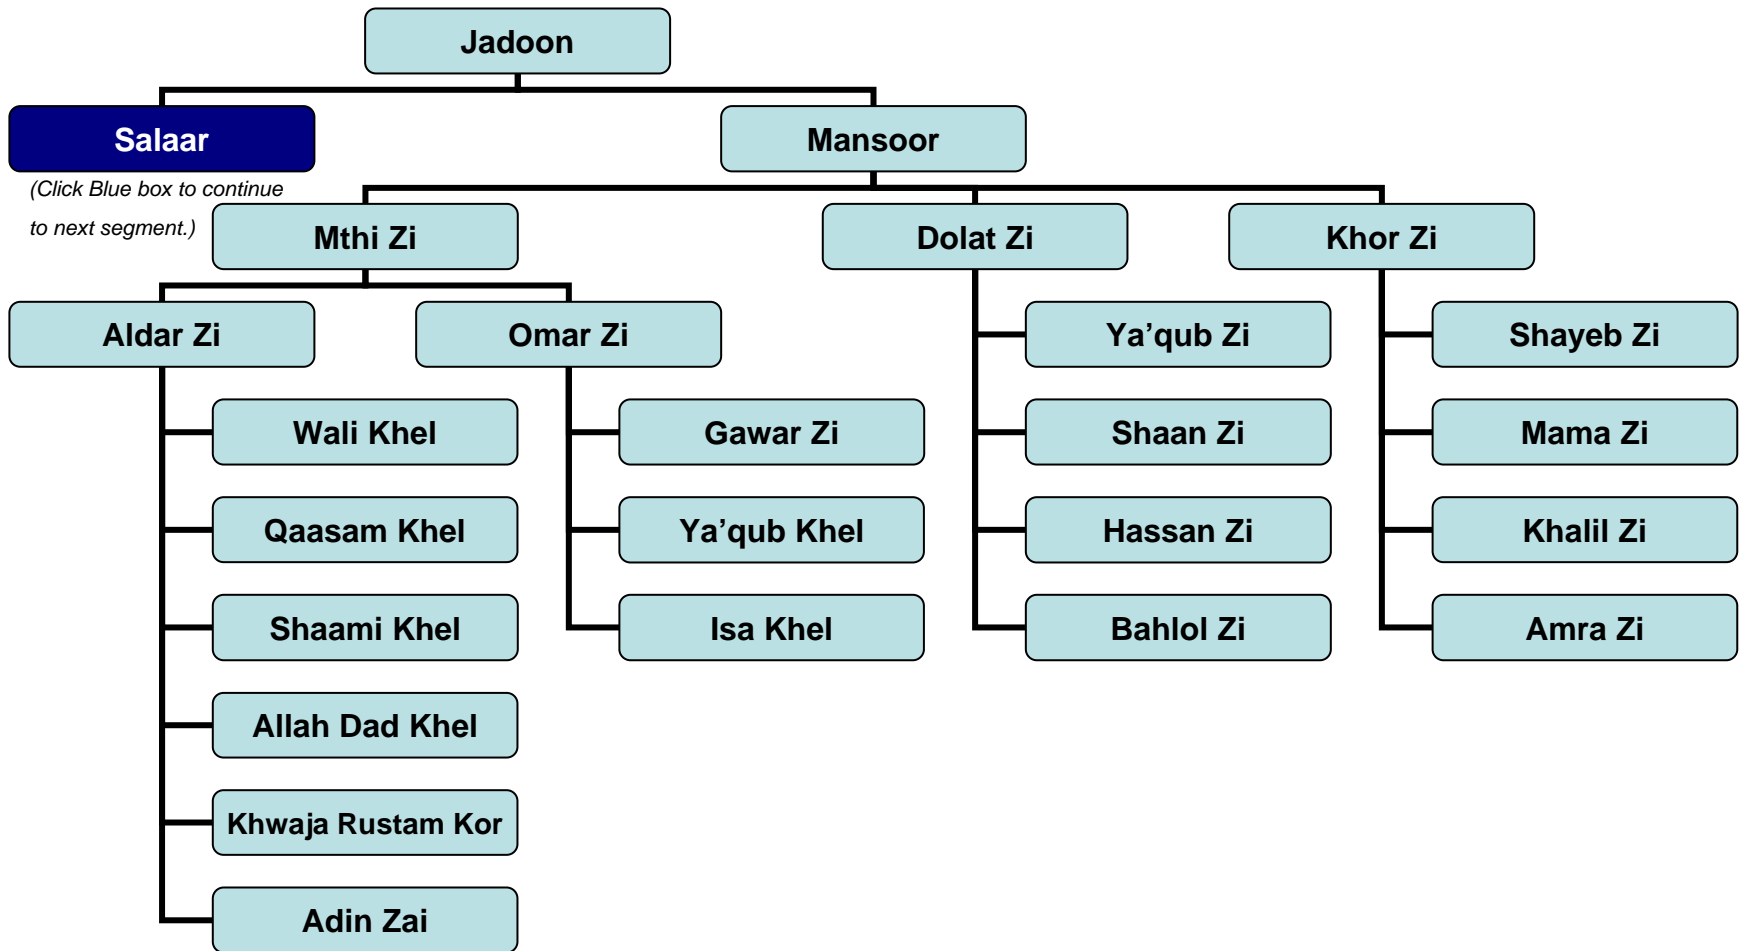 Jadoon
Salaar
Mansoor
(Click Blue box to continue
to next segment.)
Mthi Zi
Dolat Zi
Khor Zi
Aldar Zi
Omar Zi
Ya’qub Zi
Shayeb Zi
Wali Khel
Gawar Zi
Shaan Zi
Mama Zi
Qaasam Khel
Ya’qub Khel
Hassan Zi
Khalil Zi
Shaami Khel
Isa Khel
Bahlol Zi
Amra Zi
Allah Dad Khel
Khwaja Rustam Kor
Adin Zai